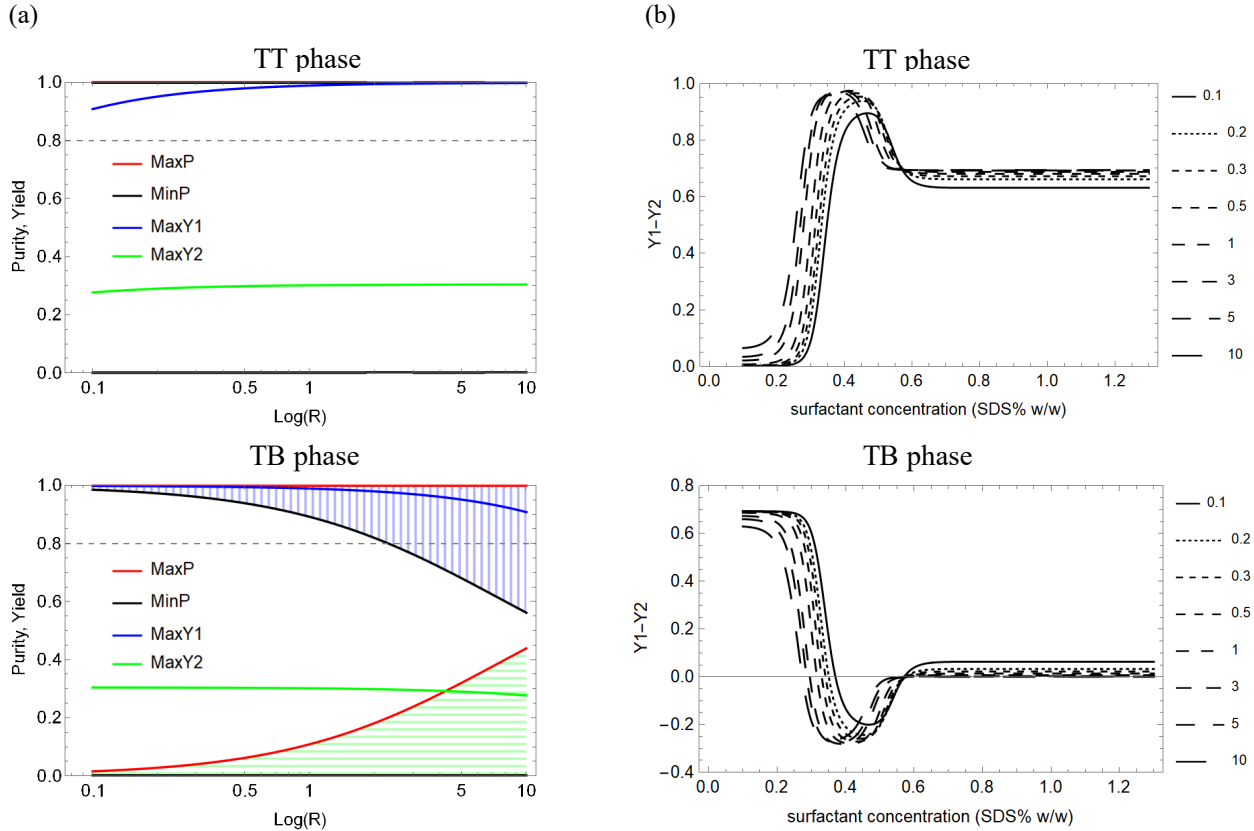 (a)
(b)
TT phase
TT phase
Purity, Yield
1.0
0.8
0.6
0.4
0.2
0.0
MaxP
MinP
MaxY1
MaxY2
0.1
0.5
1
5
10
Log(R)
Y1−Y2
1.0
0.8
0.6
0.4
0.2
0.0
0.0
0.2
0.4
0.6
0.8
1.0
1.2
surfactant concentration (SDS% w/w)
0.1
0.2
0.3
0.5
1
3
5
10
TB phase
TB phase
Purity, Yield
1.0
0.8
0.6
0.4
0.2
0.0
MaxP
MinP
MaxY1
MaxY2
0.1
0.5
1
5
10
Log(R)
Y1−Y2
0.8
0.6
0.4
0.2
0.0
−0.2
−0.4
0.0
0.2
0.4
0.6
0.8
1.0
1.2
surfactant concentration (SDS% w/w)
0.1
0.2
0.3
0.5
1
3
5
10